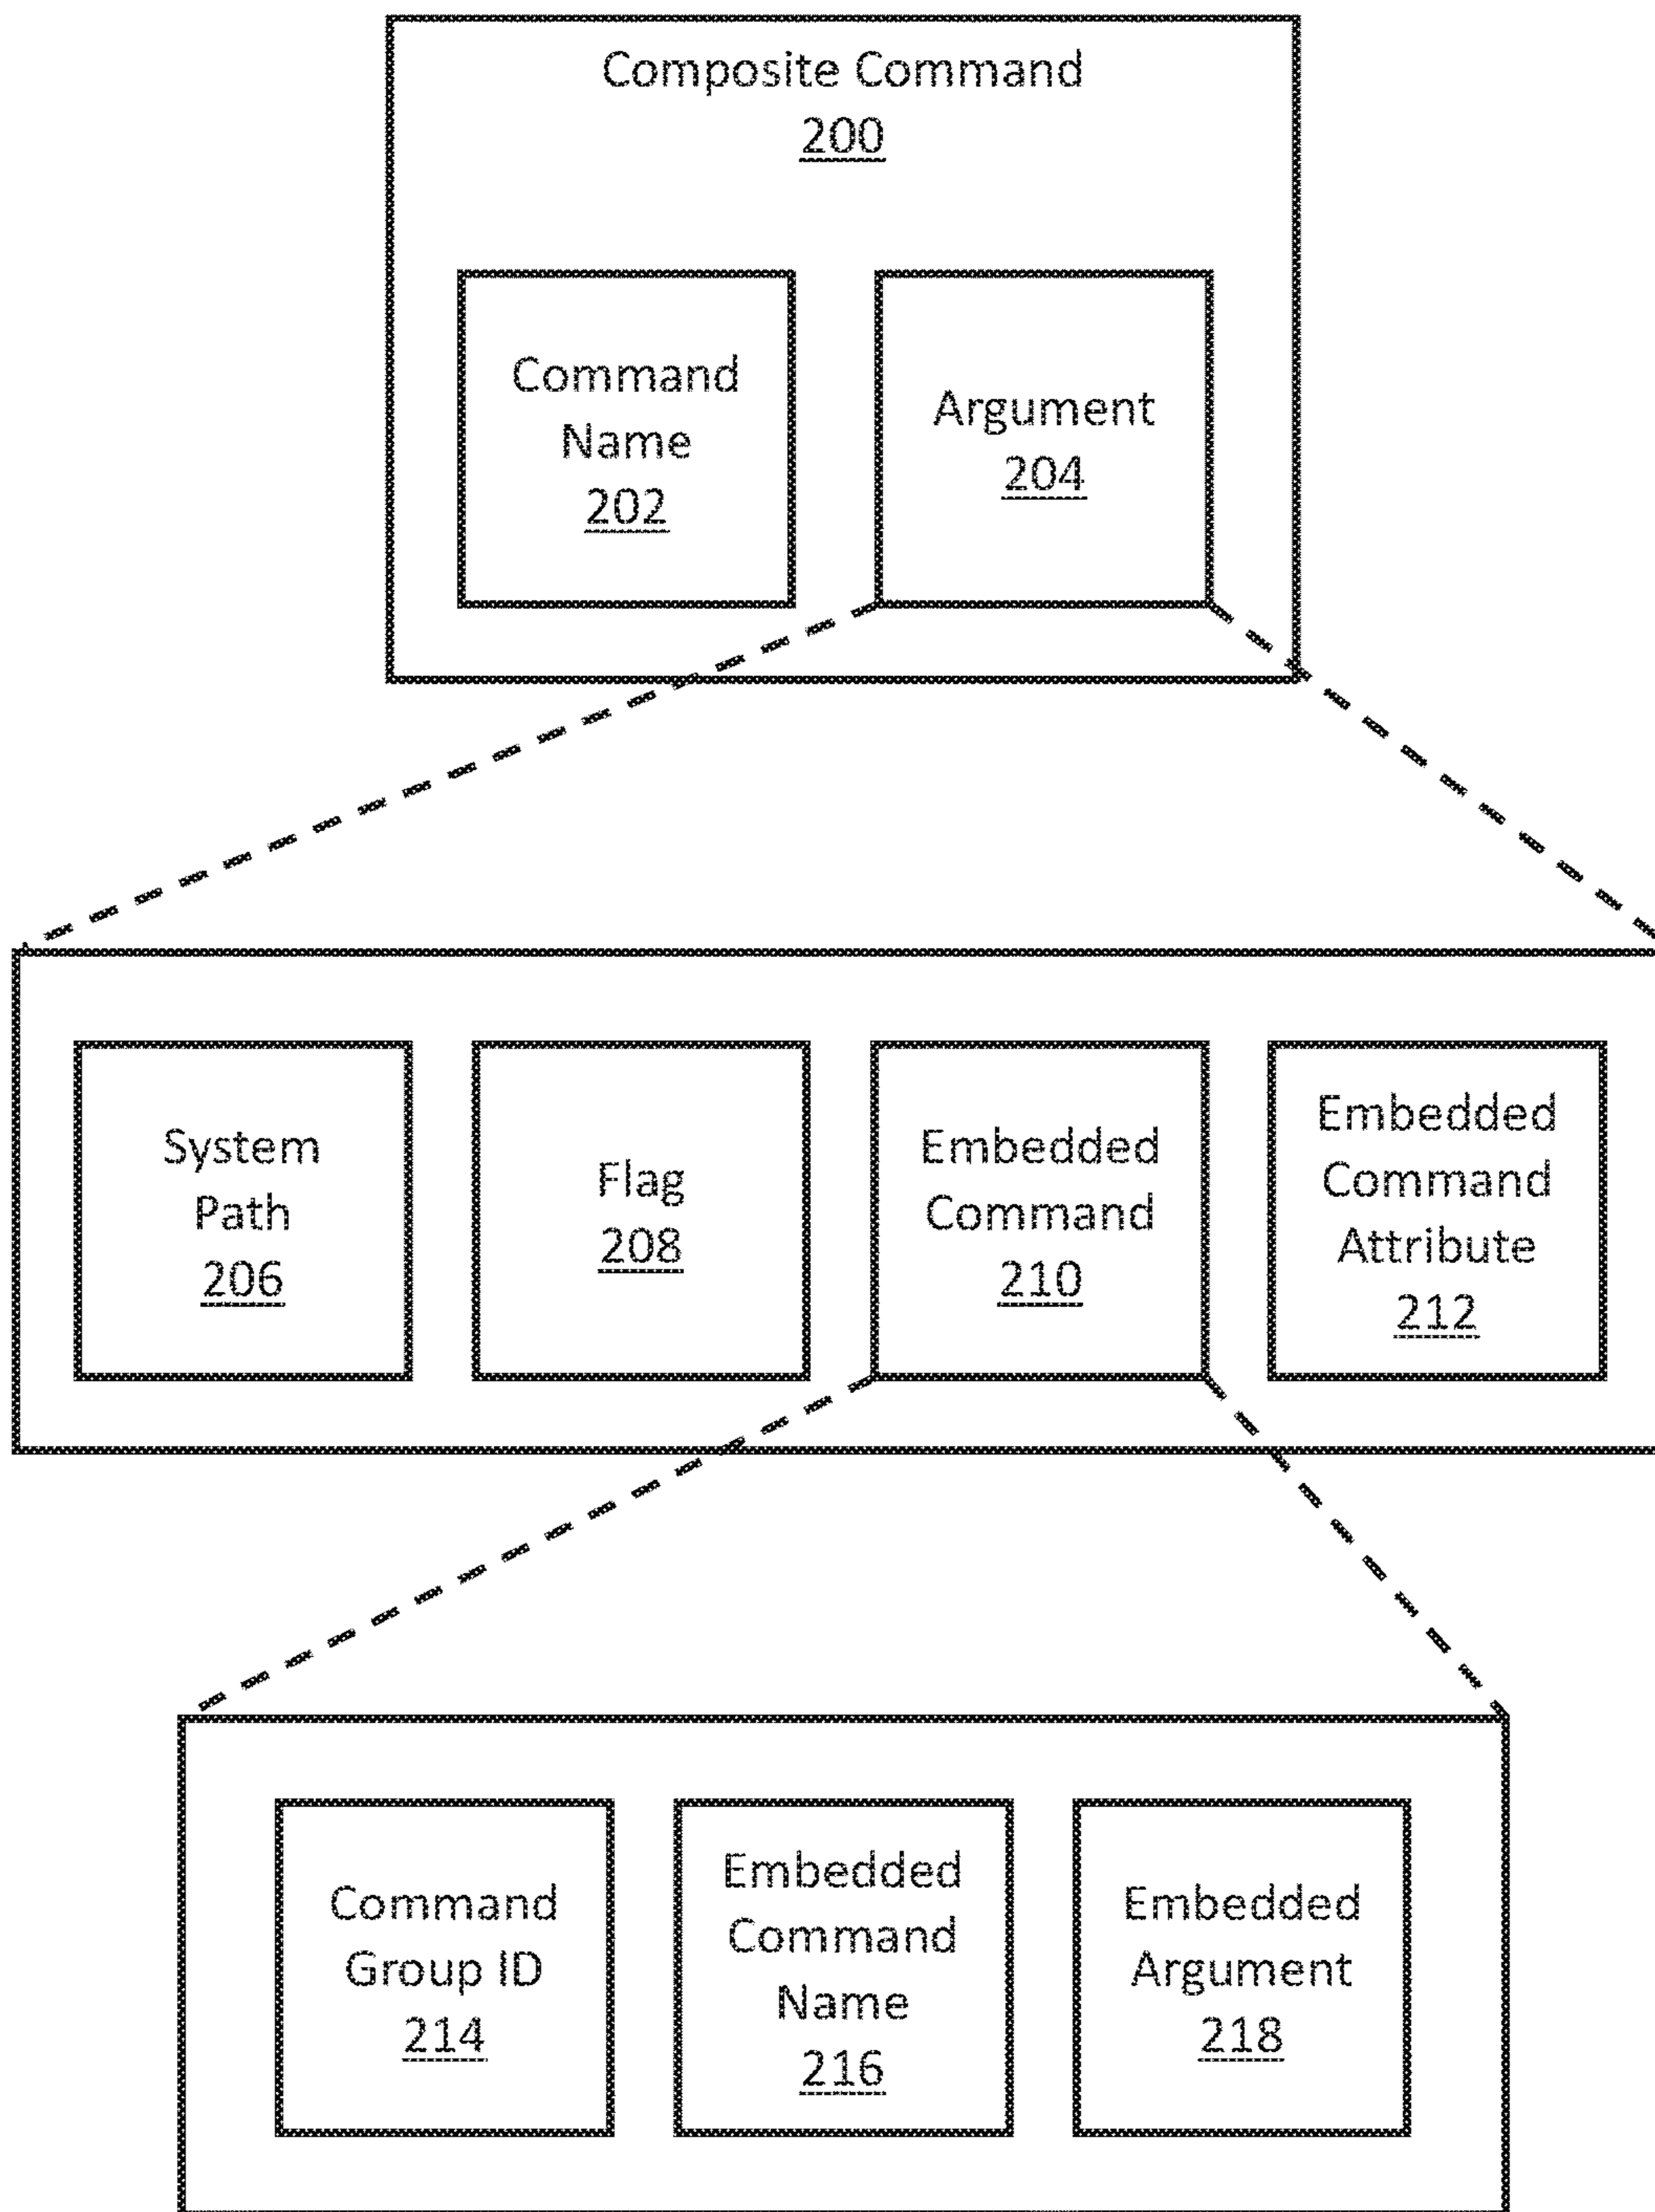 Composite Command
200
Command
Name
202
Argument
204
System
Path
206
Flag
208
Embedded
Command
210
Embedded
Command
Attribute
212
Command
Group ID
214
Embedded
Command
Name
216
Embedded
Argument
218